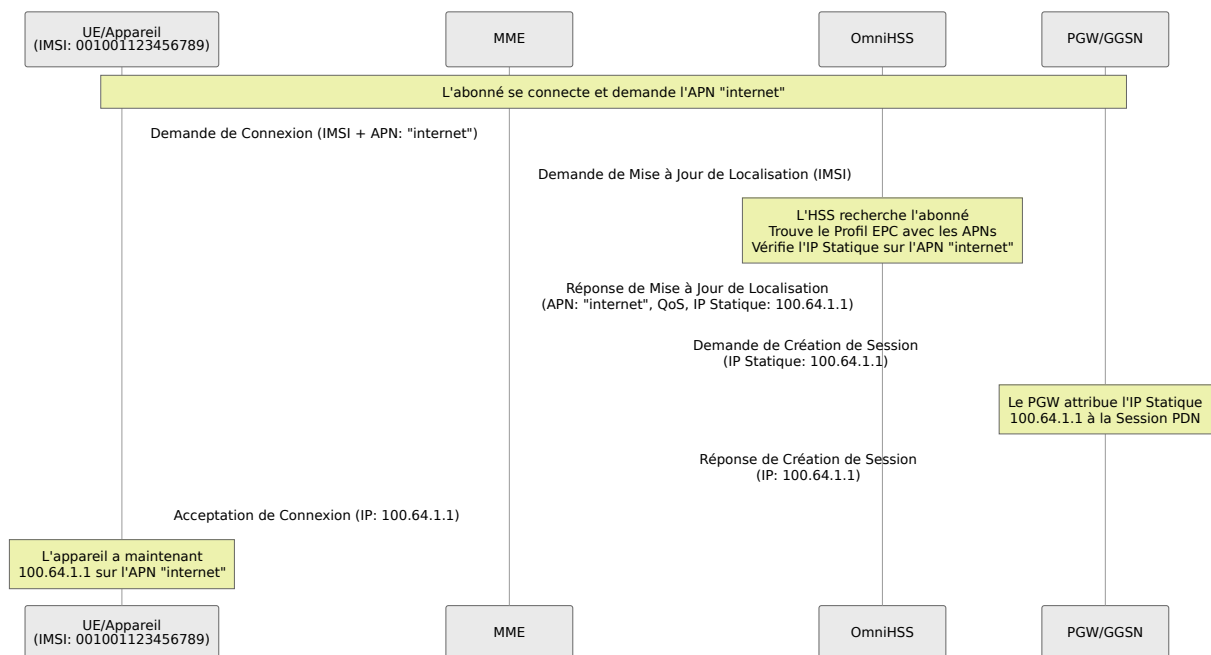 UE/Appareil
(IMSI: 001001123456789)
MME
OmniHSS
PGW/GGSN
L'abonné se connecte et demande l'APN "internet"
Demande de Connexion (IMSI + APN: "internet")
Demande de Mise à Jour de Localisation (IMSI)
L'HSS recherche l'abonné
Trouve le Profil EPC avec les APNs
Vérifie l'IP Statique sur l'APN "internet"
Réponse de Mise à Jour de Localisation
(APN: "internet", QoS, IP Statique: 100.64.1.1)
Demande de Création de Session
(IP Statique: 100.64.1.1)
Le PGW attribue l'IP Statique
100.64.1.1 à la Session PDN
Réponse de Création de Session
(IP: 100.64.1.1)
Acceptation de Connexion (IP: 100.64.1.1)
L'appareil a maintenant
100.64.1.1 sur l'APN "internet"
UE/Appareil
(IMSI: 001001123456789)
MME
OmniHSS
PGW/GGSN